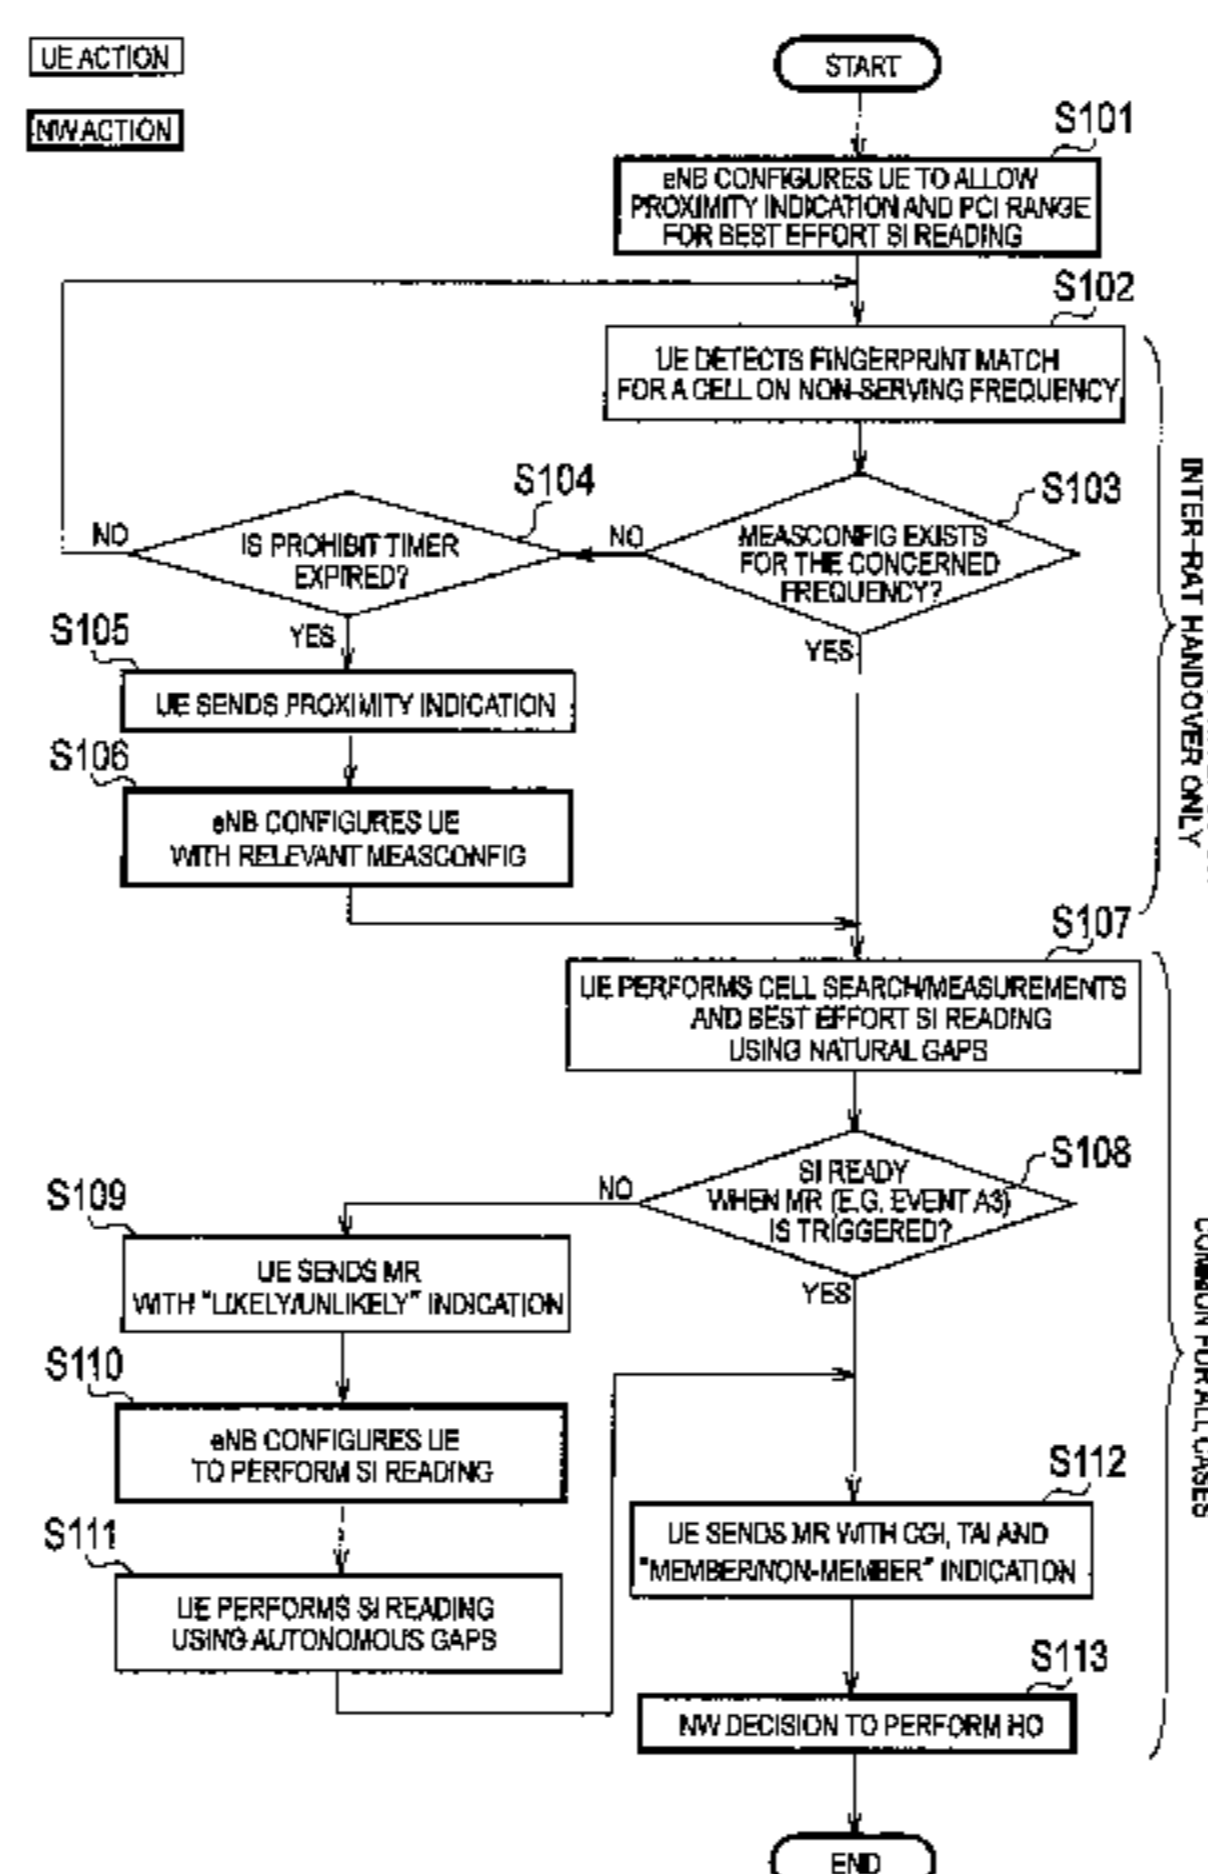 UE ACTION
NW ACTION
START
S101
eNB CONFIGURES UE TO ALLOW
PROXIMITY INDICATION AND PCI RANGE
FOR BEST EFFORT SI READING
S102
UE DETECTS FINGERPRINT MATCH
FOR A CELL ON NON-SERVING FREQUENCY
S103
MEASCONFIG EXISTS
FOR THE CONCERNED
FREQUENCY?
NO
YES
S104
IS PROHIBIT TIMER
EXPIRED?
NO
YES
S105
UE SENDS PROXIMITY INDICATION
S106
eNB CONFIGURES UE
WITH RELEVANT MEASCONFIG
INTER-RAT HANDOVER ONLY
S107
UE PERFORMS CELL SEARCH/MEASUREMENTS
AND BEST EFFORT SI READING
USING NATURAL GAPS
S108
SI READY
WHEN MR (E.G. EVENT A3)
IS TRIGGERED?
NO
YES
S109
UE SENDS MR
WITH "LIKELY/UNLIKELY" INDICATION
S110
eNB CONFIGURES UE
TO PERFORM SI READING
S111
UE PERFORMS SI READING
USING AUTONOMOUS GAPS
S112
UE SENDS MR WITH CGI, TAI AND
"MEMBER/NON-MEMBER" INDICATION
S113
NW DECISION TO PERFORM HO
COMMON FOR ALL CASES
END